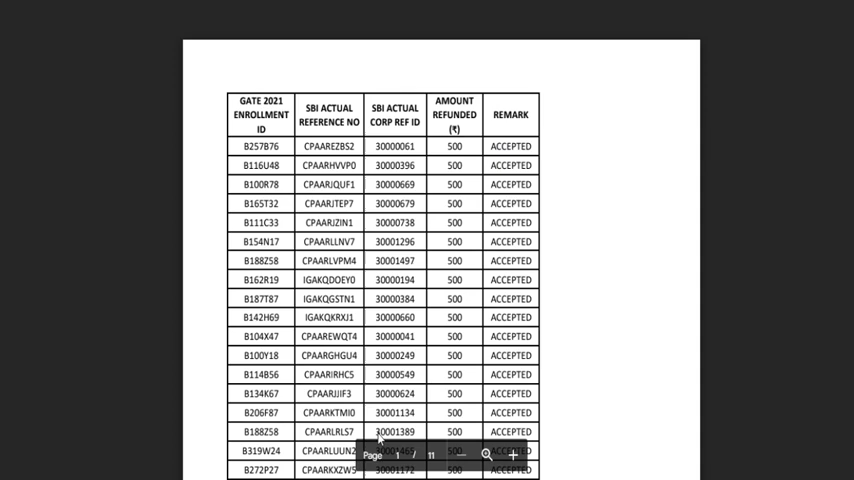 GATE 2021 ENROLLMENT ID SBI ACTUAL REFERENCE NO SBI ACTUAL CORP REF ID AMOUNT REFUNDED (₹) REMARK
B257B76 CPAAREZBS2 30000061 500 ACCEPTED
B116U48 CPAARHVVP0 30000396 500 ACCEPTED
B100R78 CPAARJQUF1 30000669 500 ACCEPTED
B165T32 CPAARJTEP7 30000679 500 ACCEPTED
B111C33 CPAARJZIN1 30000738 500 ACCEPTED
B154N17 CPAARLLNV7 30001296 500 ACCEPTED
B188Z58 CPAARLVPM4 30001497 500 ACCEPTED
B162R19 IGAKQDOEY0 30000194 500 ACCEPTED
B187T87 IGAKQGSTN1 30000384 500 ACCEPTED
B142H69 IGAKQKRXJ1 30000660 500 ACCEPTED
B104X47 CPAAREWQT4 30000041 500 ACCEPTED
B100Y18 CPAARGHGU4 30000249 500 ACCEPTED
B114B56 CPAARIRHC5 30000549 500 ACCEPTED
B134K67 CPAARJJIF3 30000624 500 ACCEPTED
B206F87 CPAARKTMI0 30001134 500 ACCEPTED
B188Z58 CPAARLRLS7 30001389 500 ACCEPTED
B319W24 CPAARLUUN2 30001465 500 ACCEPTED
Page 1 / 11
B272P27 CPAARKXZW5 30001172 500 ACCEPTED